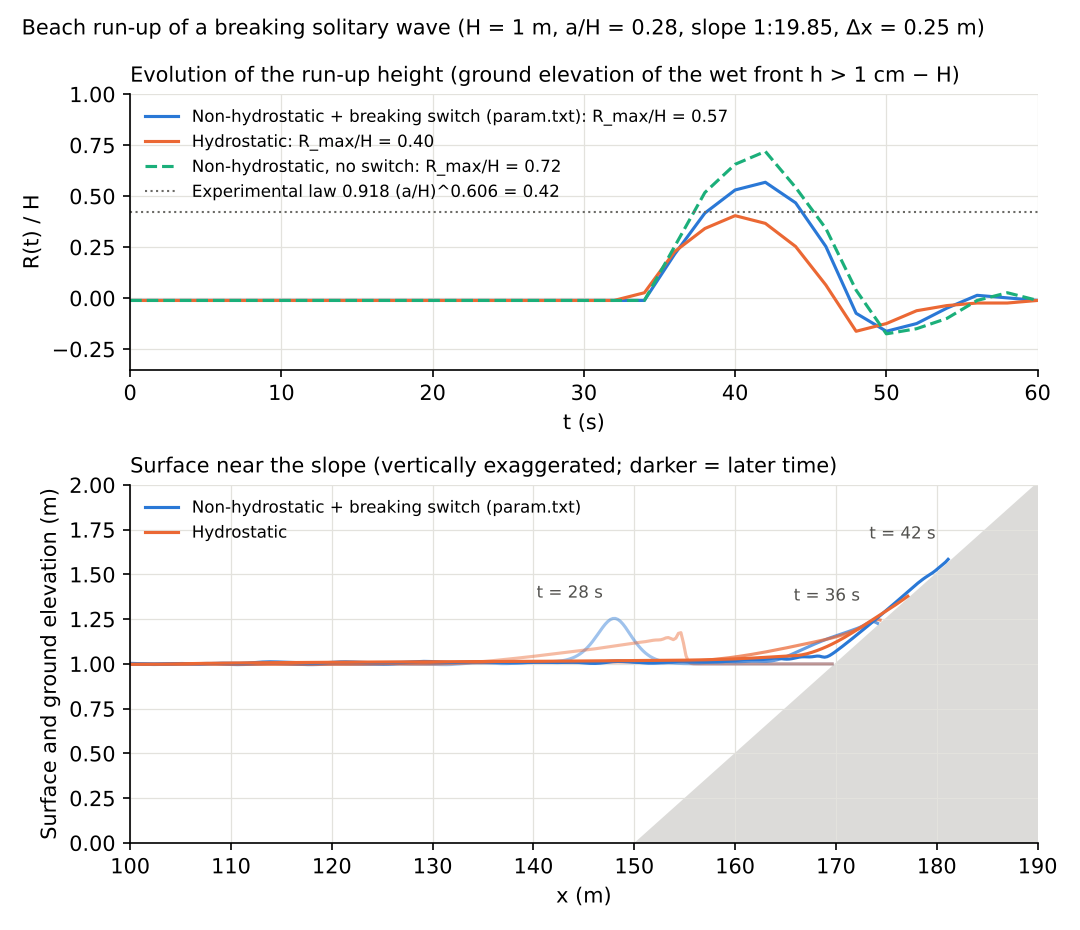 Beach run-up of a breaking solitary wave (H = 1 m, a/H = 0.28, slope 1:19.85, Δx = 0.25 m)
Evolution of the run-up height (ground elevation of the wet front h > 1 cm − H)
1.00
0.75
0.50
0.25
0.00
−0.25
R(t) / H
Non-hydrostatic + breaking switch (param.txt): R_max/H = 0.57
Hydrostatic: R_max/H = 0.40
Non-hydrostatic, no switch: R_max/H = 0.72
Experimental law 0.918 (a/H)^0.606 = 0.42
0 10 20 30 40 50 60
t (s)
Surface near the slope (vertically exaggerated; darker = later time)
2.00
1.75
1.50
1.25
1.00
0.75
0.50
0.25
0.00
Surface and ground elevation (m)
Non-hydrostatic + breaking switch (param.txt)
Hydrostatic
t = 42 s
t = 28 s
t = 36 s
100 110 120 130 140 150 160 170 180 190
x (m)